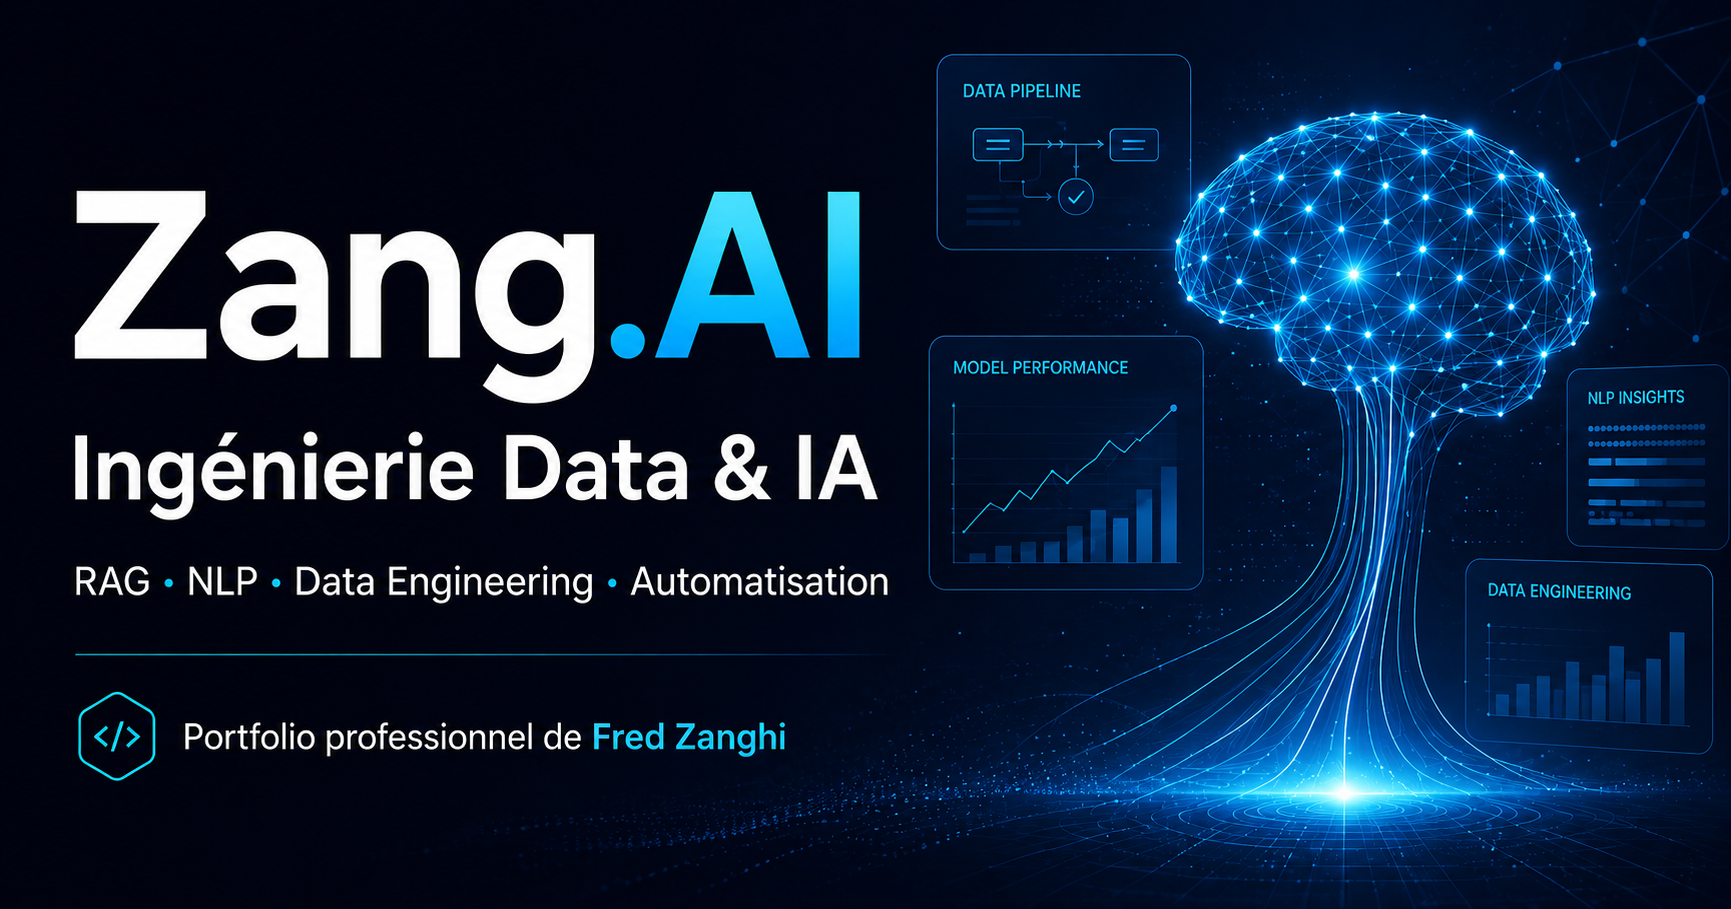 Zang.AI
Ingénierie Data & IA
RAG • NLP • Data Engineering • Automatisation
</> Portfolio professionnel de Fred Zanghi
DATA PIPELINE
MODEL PERFORMANCE
NLP INSIGHTS
DATA ENGINEERING